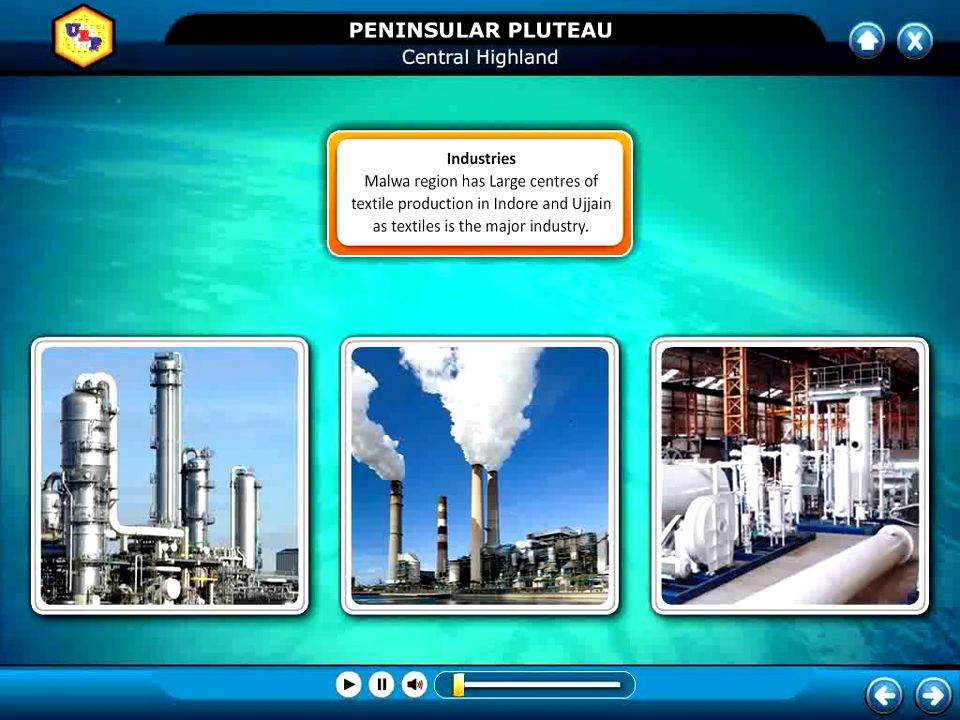 UEP
PENINSULAR PLUTEAU
Central Highland
Industries
Malwa region has Large centres of
textile production in Indore and Ujjain
as textiles is the major industry.